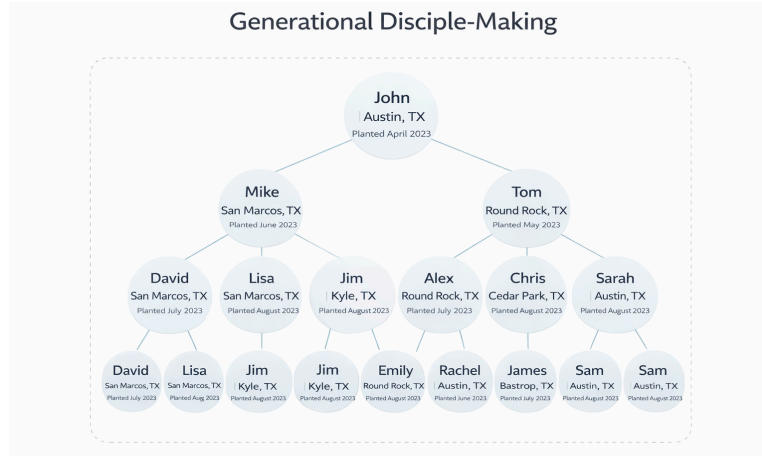 Generational Disciple-Making
John
Austin, TX
Planted April 2023
Mike
San Marcos, TX
Planted June 2023
Tom
Round Rock, TX
Planted May 2023
David
San Marcos, TX
Planted July 2023
Lisa
San Marcos, TX
Planted August 2023
Jim
Kyle, TX
Planted August 2023
Alex
Round Rock, TX
Planted July 2023
Chris
Cedar Park, TX
Planted August 2023
Sarah
Austin, TX
Planted August 2023
David
San Marcos, TX
Planted July 2023
Lisa
San Marcos, TX
Planted Aug 2023
Jim
Kyle, TX
Planted August 2023
Jim
Kyle, TX
Planted August 2023
Emily
Round Rock, TX
Planted August 2023
Rachel
Austin, TX
Planted June 2023
James
Bastrop, TX
Planted July 2023
Sam
Austin, TX
Planted August 2023
Sam
Austin, TX
Planted August 2023